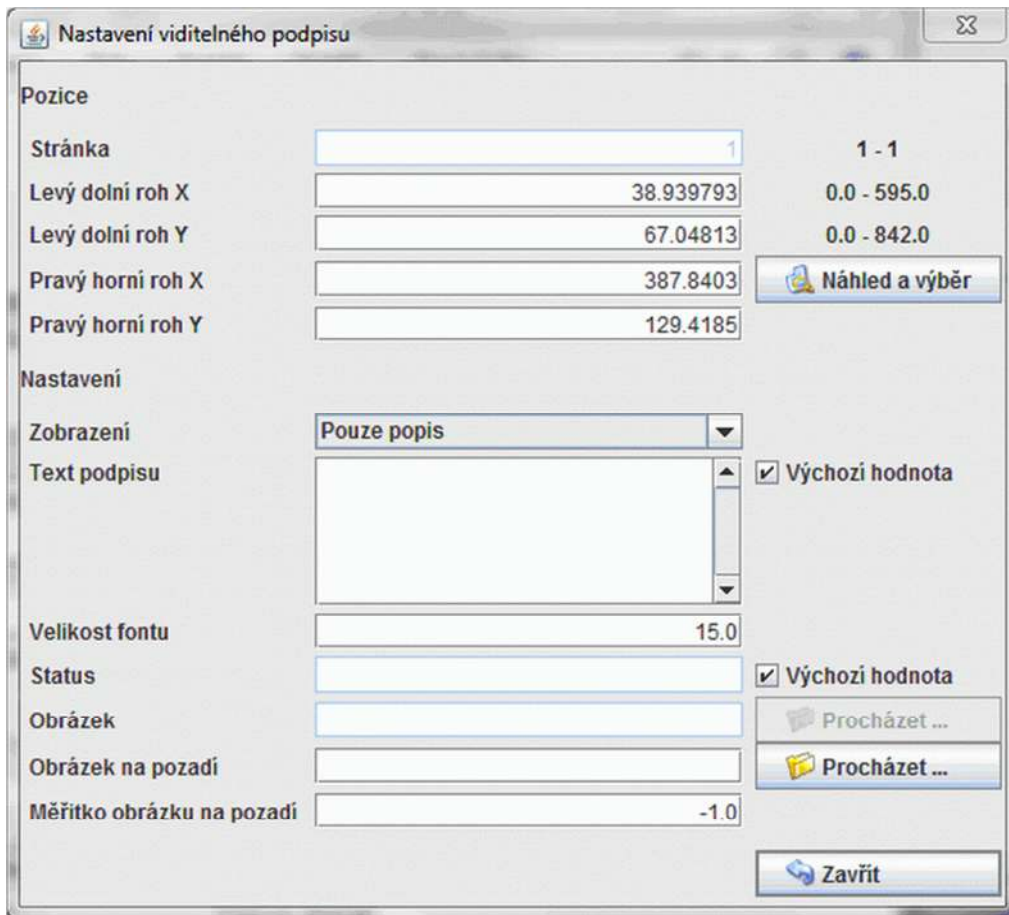 Nastavení viditelného podpisu
Pozice
Stránka 1 1 - 1
Levý dolní roh X 38.939793 0.0 - 595.0
Levý dolní roh Y 67.04813 0.0 - 842.0
Pravý horní roh X 387.8403 Náhled a výběr
Pravý horní roh Y 129.4185
Nastavení
Zobrazení Pouze popis
Text podpisu Výchozí hodnota
Velikost fontu 15.0
Status Výchozí hodnota
Obrázek Procházet ...
Obrázek na pozadí Procházet ...
Měřitko obrázku na pozadí -1.0
Zavřít